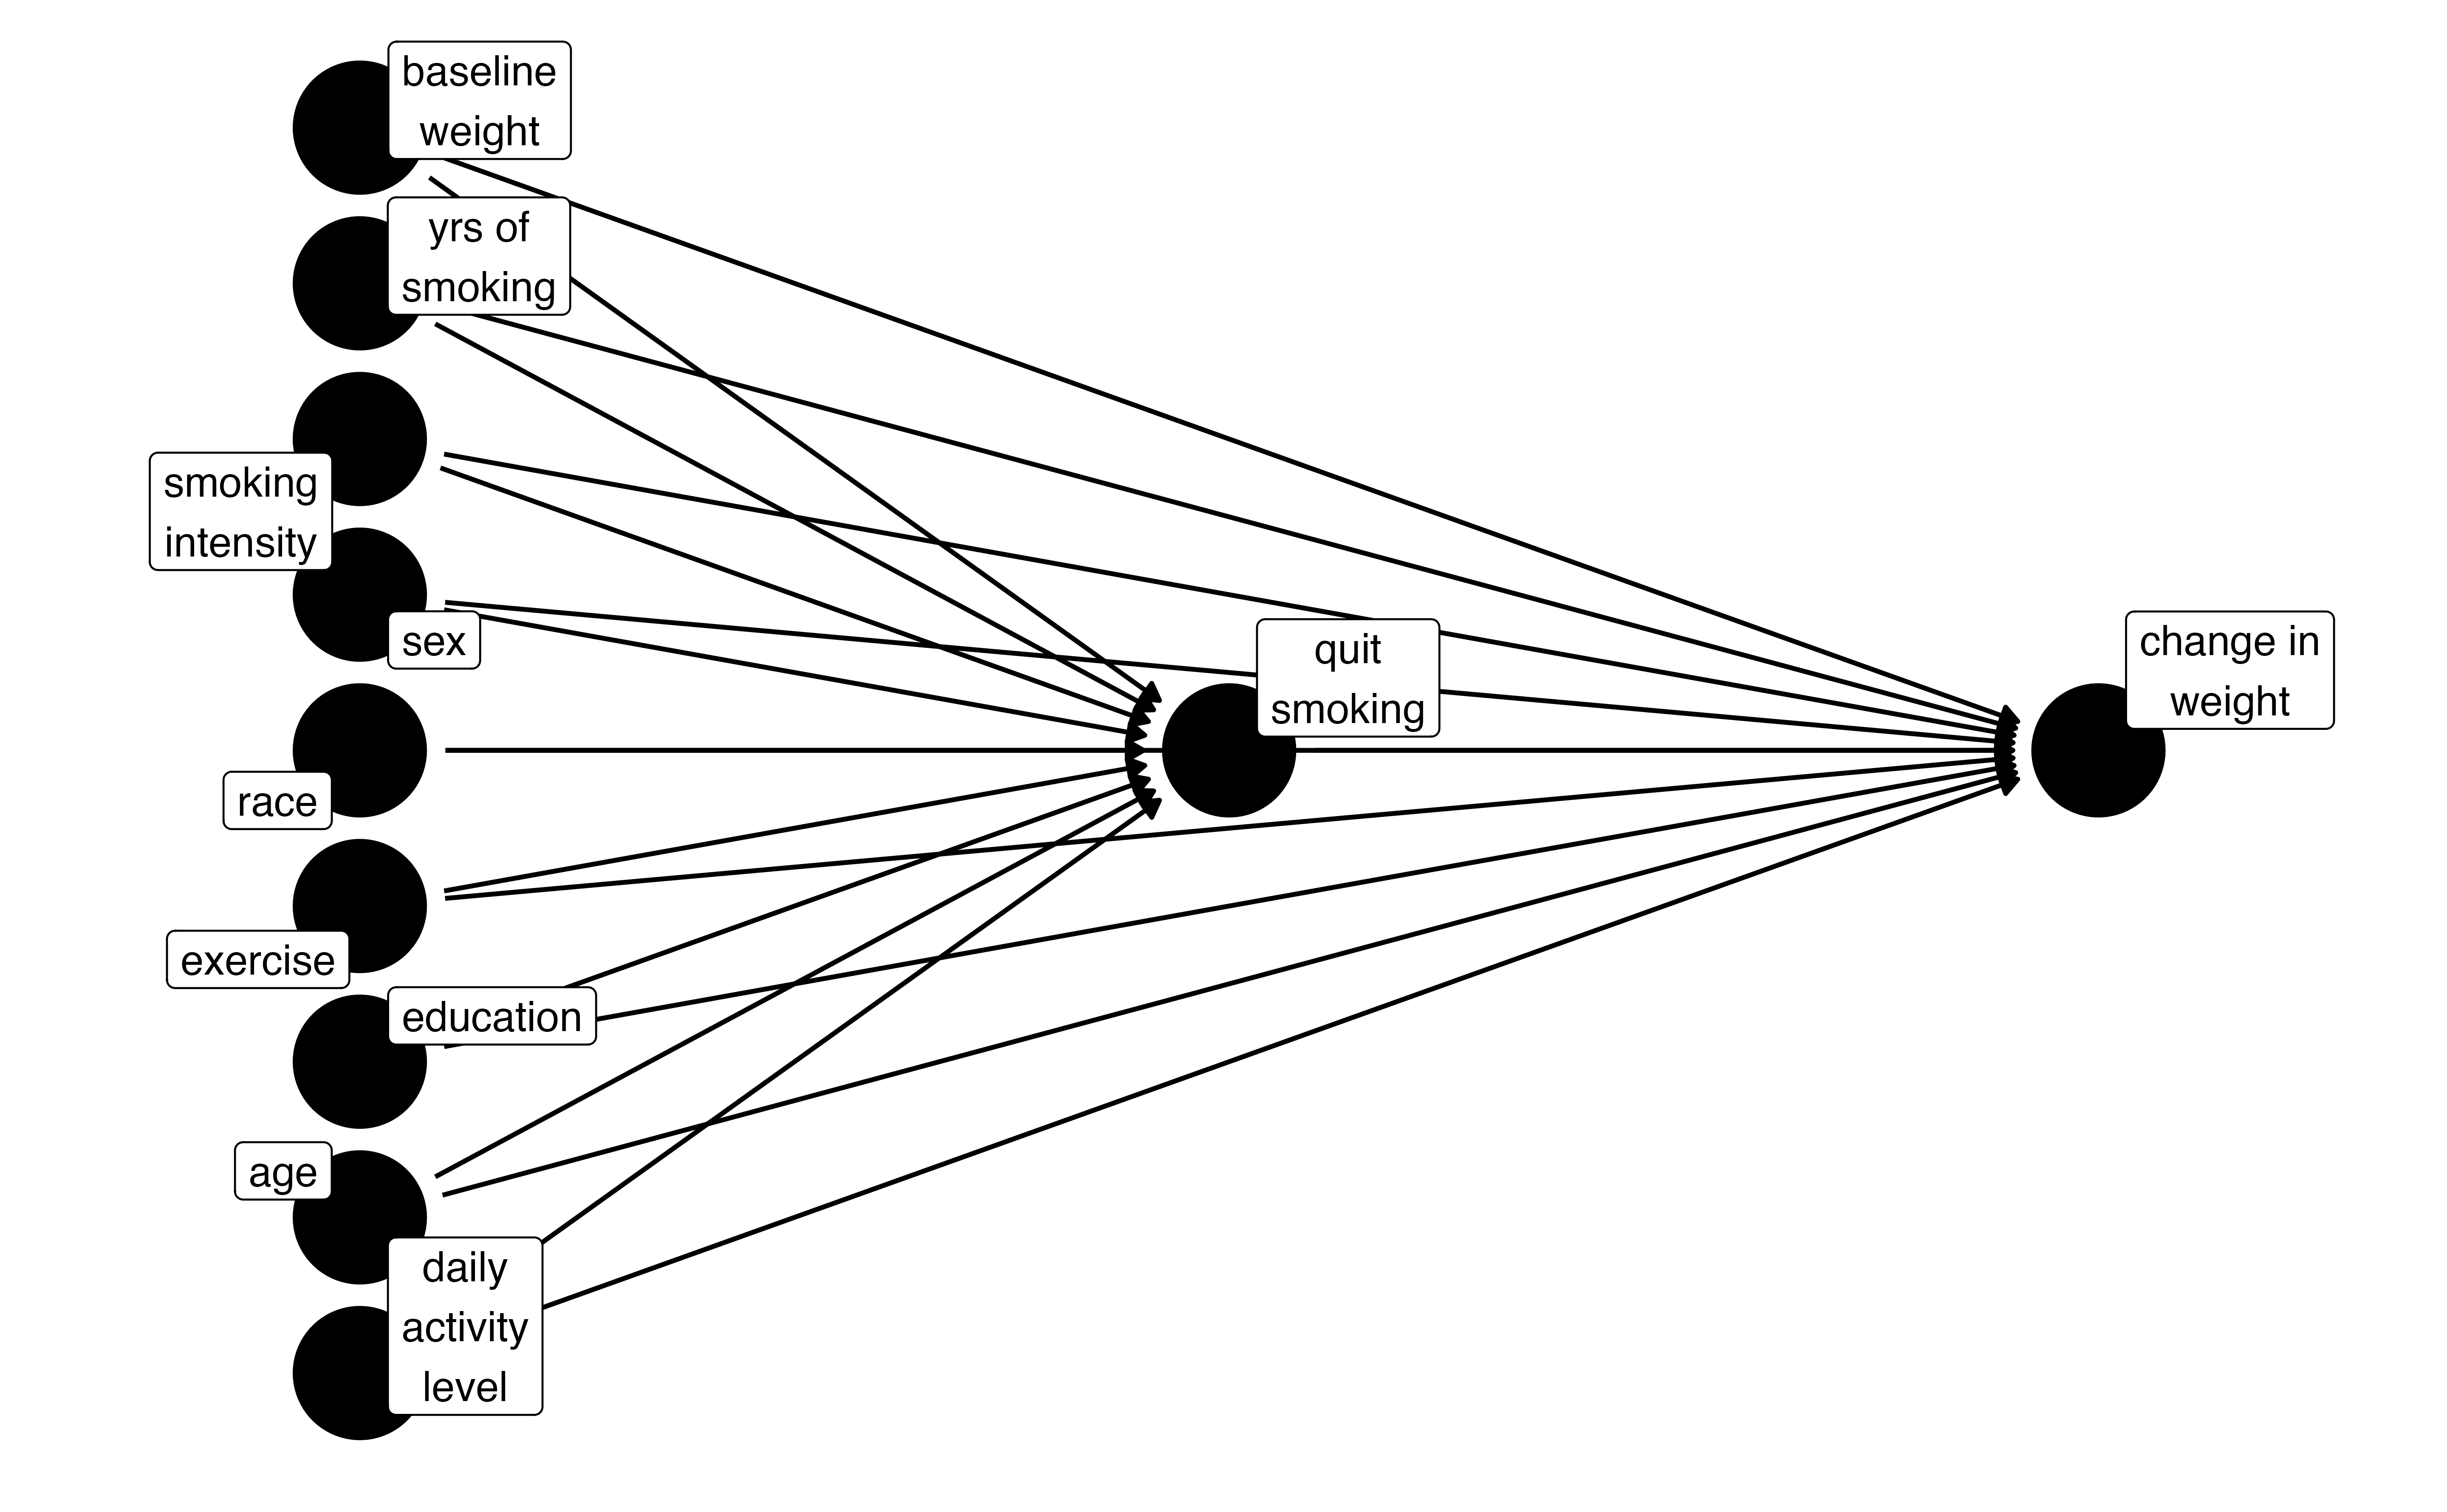 baseline
weight
yrs of
smoking
smoking
intensity
sex
quit
smoking
change in
weight
race
exercise
education
age
daily
activity
level